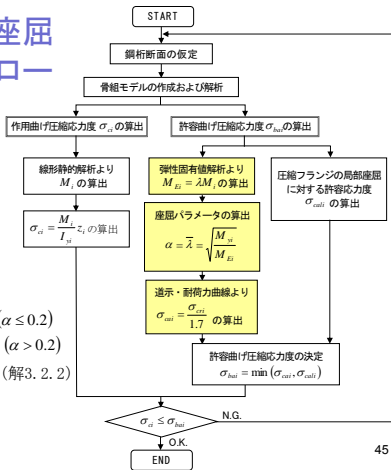 座屈
ロー
START
鋼桁断面の仮定
骨組モデルの作成および解析
作用曲げ圧縮応力度 σci の算出
許容曲げ圧縮応力度σbaiの算出
線形静的解析より
Mi の算出
σci = Mi/Iyi zi の算出
弾性固有値解析より
MEi = λMi の算出
座屈パラメータの算出
α = λ̄ = √(Myi/MEi)
道示・耐荷力曲線より
σcai = σcri/1.7 の算出
圧縮フランジの局部座屈
に対する許容応力度
σcali の算出
許容曲げ圧縮応力度の決定
σbai = min(σcai, σcali)
(α ≤ 0.2)
(α > 0.2)
(解3.2.2)
σci ≤ σbai
N.G.
O.K.
END
45